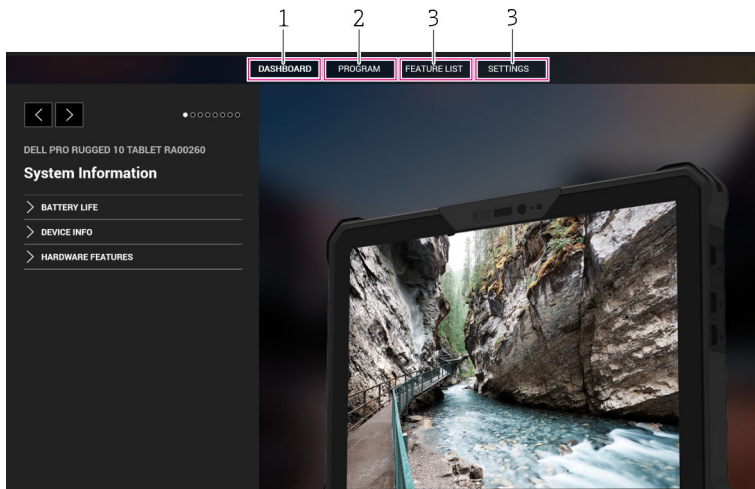 1 2 3 3
DASHBOARD PROGRAM FEATURE LIST SETTINGS
DELL PRO RUGGED 10 TABLET RA00260
System Information
BATTERY LIFE
DEVICE INFO
HARDWARE FEATURES